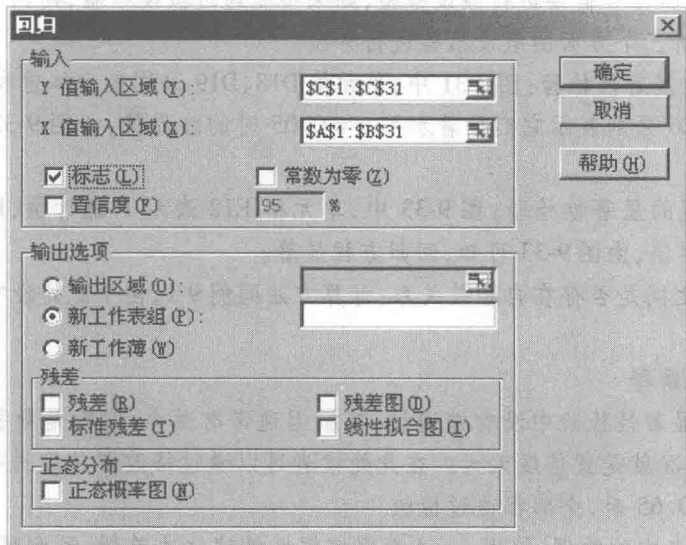 回归
输入
Y 值输入区域(Y):
$C$1:$C$31
X 值输入区域(X):
$A$1:$B$31
标志(L)
常数为零(Z)
置信度(F)
95 %
确定
取消
帮助(H)
输出选项
输出区域(O):
新工作表组(P):
新工作薄(W)
残差
残差(R)
残差图(D)
标准残差(T)
线性拟合图(I)
正态分布
正态概率图(N)